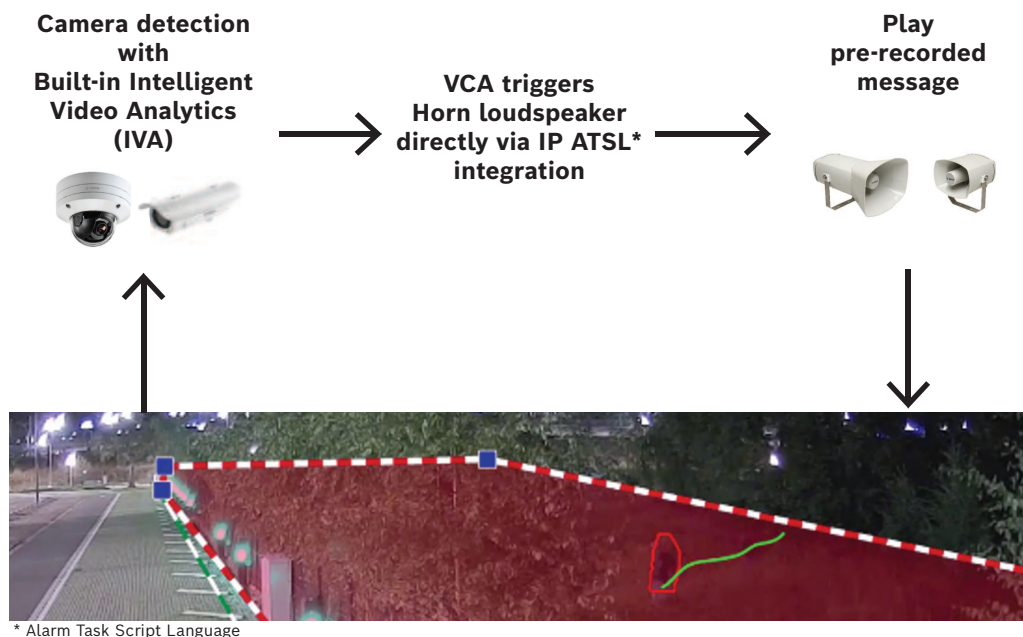 Camera detection
with
Built-in Intelligent
Video Analytics
(IVA)
VCA triggers
Horn loudspeaker
directly via IP ATSL*
integration
Play
pre-recorded
message
* Alarm Task Script Language